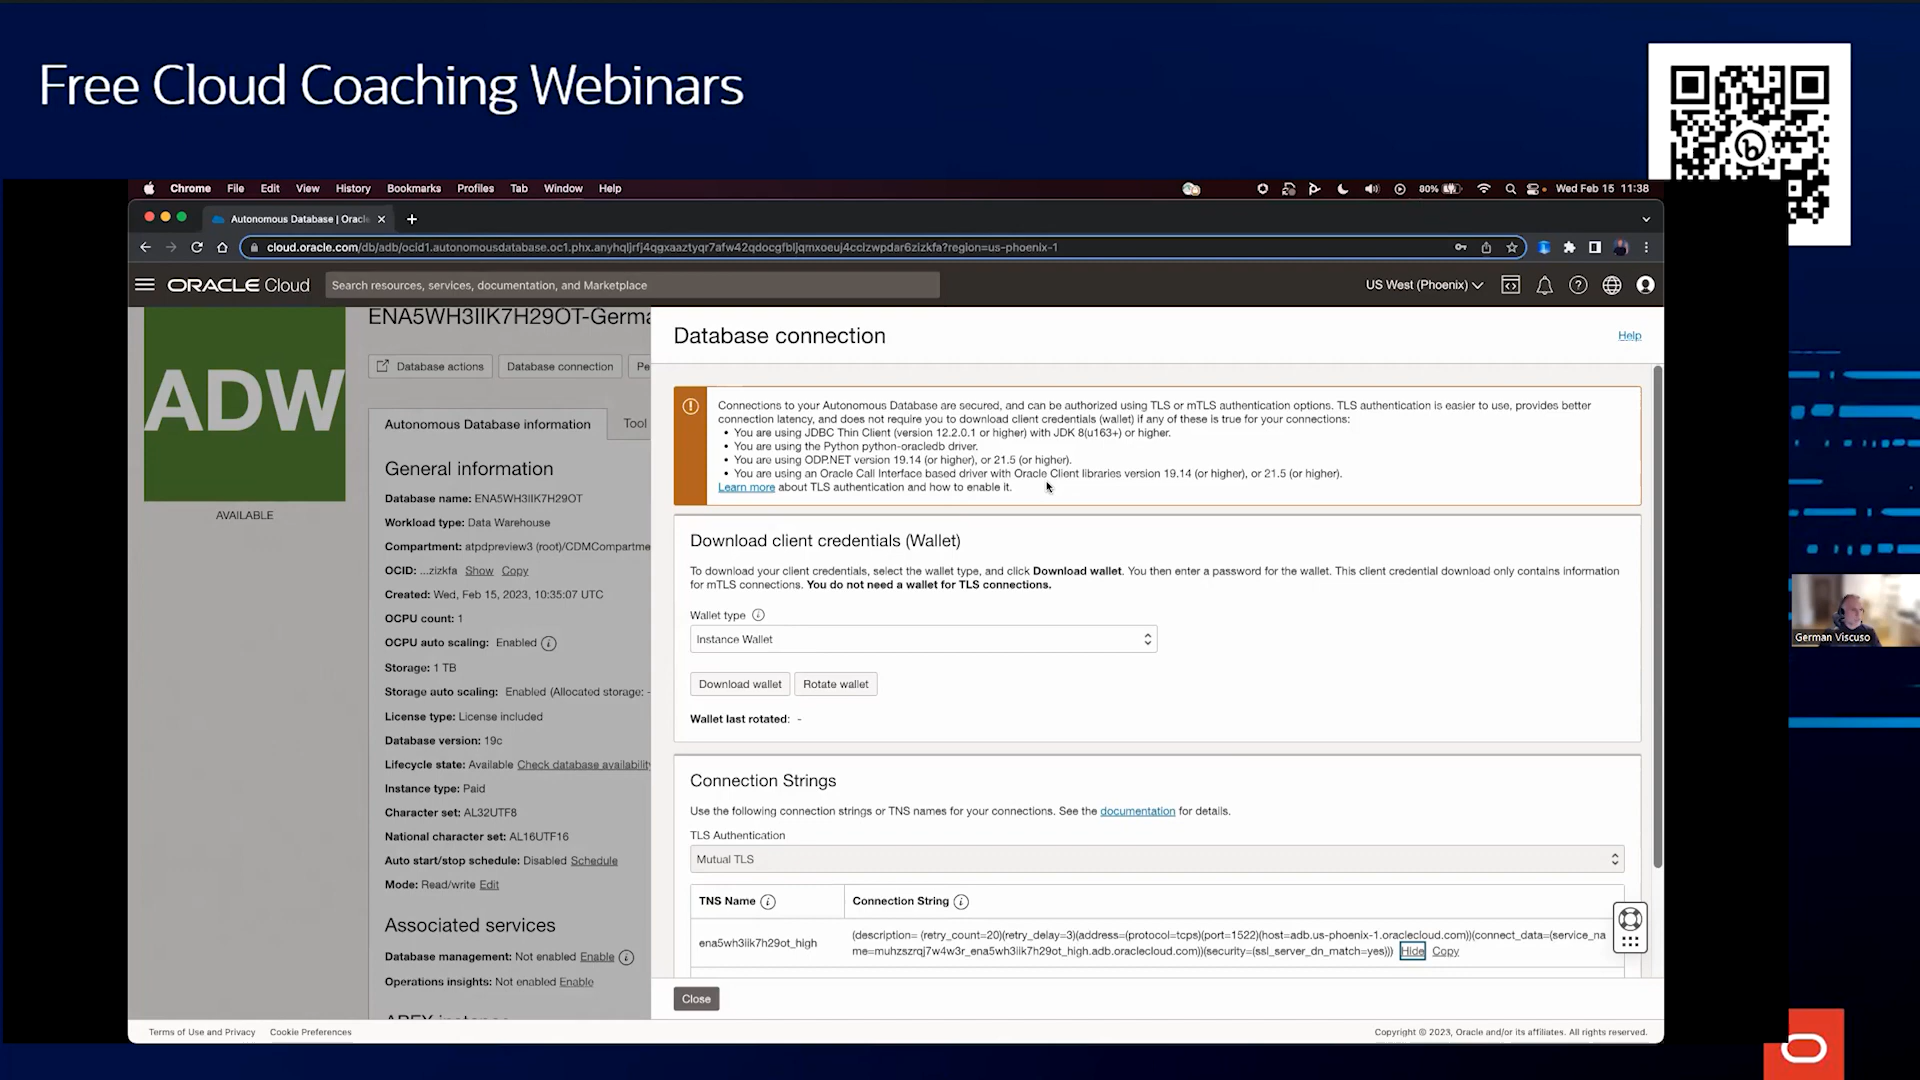 Free Cloud Coaching Webinars
Chrome File Edit View History Bookmarks Profiles Tab Window Help
80% Wed Feb 15 11:38
Autonomous Database | Oracle
cloud.oracle.com/db/adb/ocid1.autonomousdatabase.oc1.phx.anyhqljrfj4qgxaaztyqr7afw42qdocgfbljqmxoeuj4cclzwpdar6zizkfa?region=us-phoenix-1
ORACLE Cloud
Search resources, services, documentation, and Marketplace
US West (Phoenix)
ENA5WH3IIK7H29OT-Germa
ADW
AVAILABLE
Database actions
Database connection
Pe
Autonomous Database information
Tool
General information
Database name: ENA5WH3IIK7H29OT
Workload type: Data Warehouse
Compartment: atpdpreview3 (root)/CDMCompartme
OCID: ...zizkfa Show Copy
Created: Wed, Feb 15, 2023, 10:35:07 UTC
OCPU count: 1
OCPU auto scaling: Enabled
Storage: 1 TB
Storage auto scaling: Enabled (Allocated storage: -
License type: License included
Database version: 19c
Lifecycle state: Available Check database availability
Instance type: Paid
Character set: AL32UTF8
National character set: AL16UTF16
Auto start/stop schedule: Disabled Schedule
Mode: Read/write Edit
Associated services
Database management: Not enabled Enable
Operations insights: Not enabled Enable
Database connection
Help
Connections to your Autonomous Database are secured, and can be authorized using TLS or mTLS authentication options. TLS authentication is easier to use, provides better
connection latency, and does not require you to download client credentials (wallet) if any of these is true for your connections:
• You are using JDBC Thin Client (version 12.2.0.1 or higher) with JDK 8(u163+) or higher.
• You are using the Python python-oracledb driver.
• You are using ODP.NET version 19.14 (or higher), or 21.5 (or higher).
• You are using an Oracle Call Interface based driver with Oracle Client libraries version 19.14 (or higher), or 21.5 (or higher).
Learn more about TLS authentication and how to enable it.
Download client credentials (Wallet)
To download your client credentials, select the wallet type, and click Download wallet. You then enter a password for the wallet. This client credential download only contains information
for mTLS connections. You do not need a wallet for TLS connections.
Wallet type
Instance Wallet
Download wallet
Rotate wallet
Wallet last rotated: -
Connection Strings
Use the following connection strings or TNS names for your connections. See the documentation for details.
TLS Authentication
Mutual TLS
TNS Name
Connection String
ena5wh3iik7h29ot_high
(description= (retry_count=20)(retry_delay=3)(address=(protocol=tcps)(port=1522)(host=adb.us-phoenix-1.oraclecloud.com))(connect_data=(service_na
me=muhzszrqj7w4w3r_ena5wh3iik7h29ot_high.adb.oraclecloud.com))(security=(ssl_server_dn_match=yes))) Hide Copy
Close
Terms of Use and Privacy Cookie Preferences
Copyright © 2023, Oracle and/or its affiliates. All rights reserved.
German Viscuso